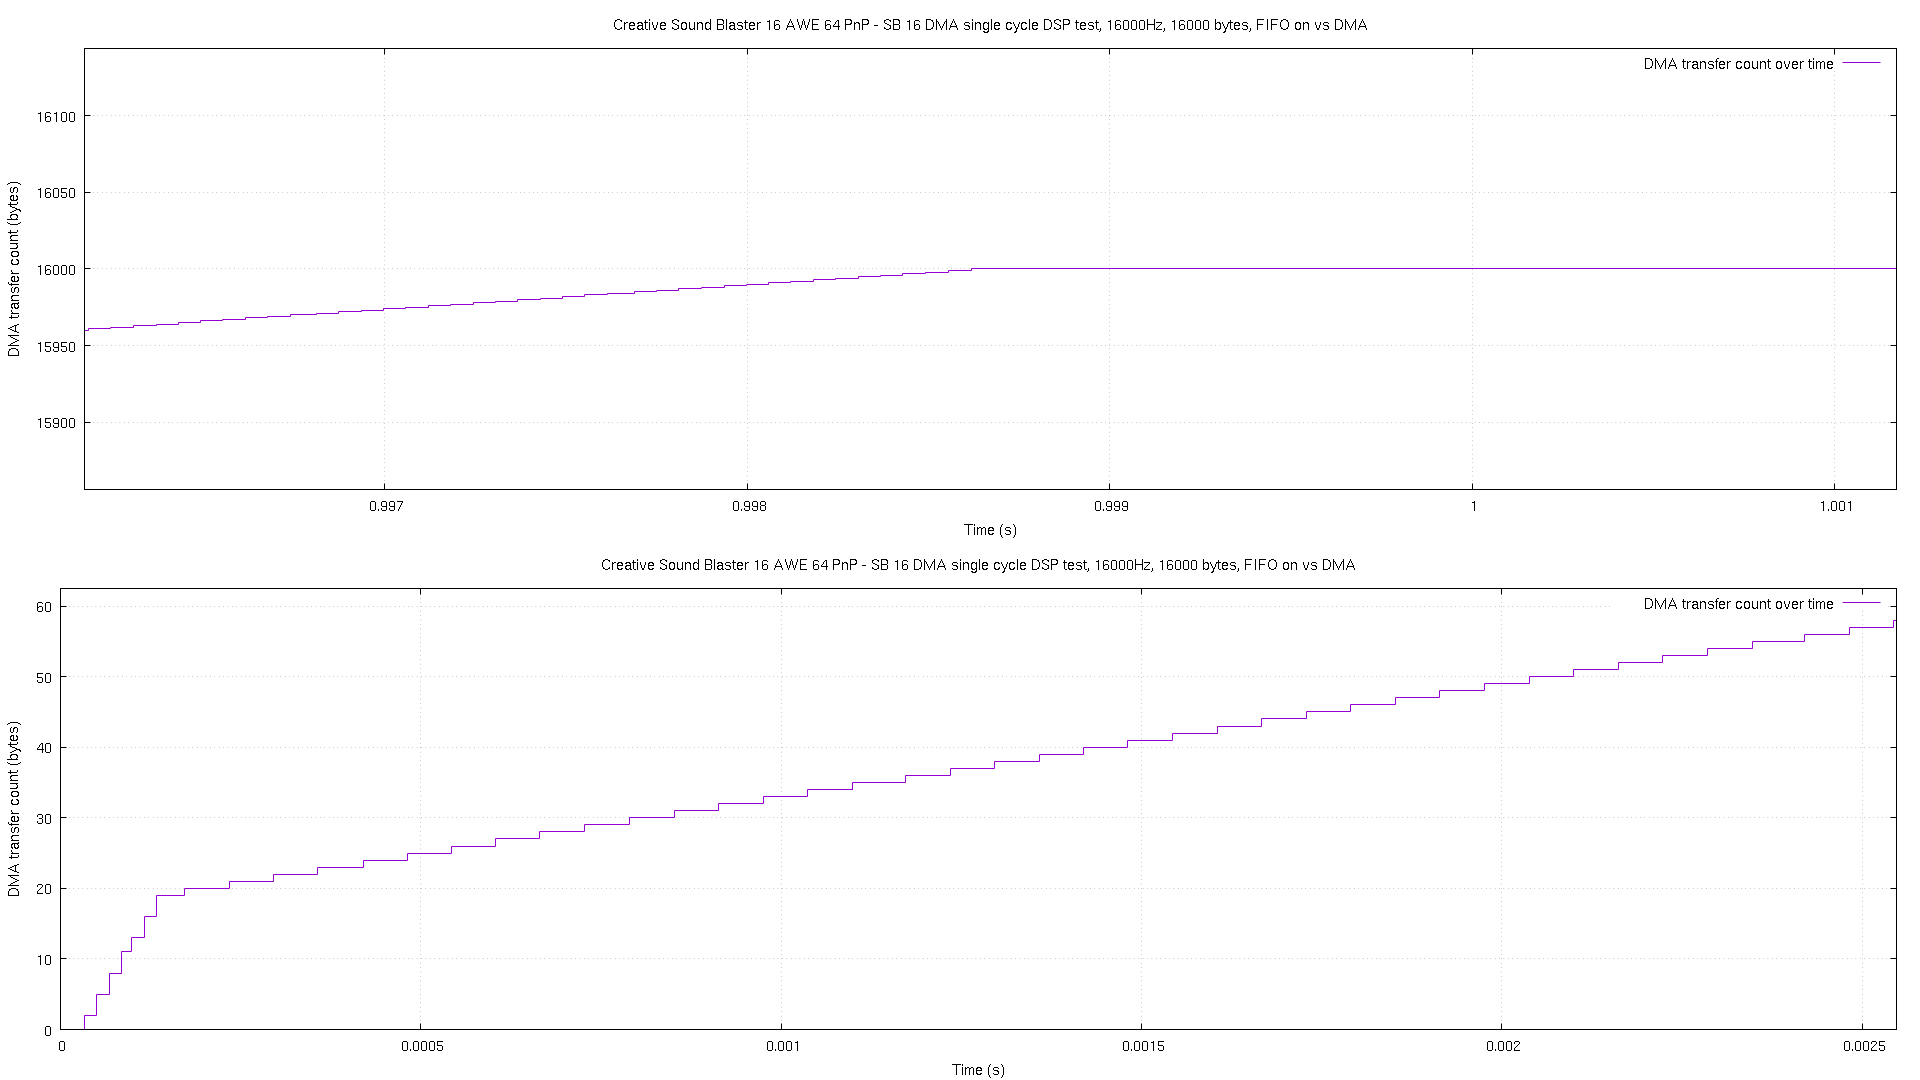 Creative Sound Blaster 16 AWE 64 PnP - SB 16 DMA single cycle DSP test, 16000Hz, 16000 bytes, FIFO on vs DMA
DMA transfer count over time
16100
16050
16000
15950
15900
DMA transfer count (bytes)
0.997
0.998
0.999
1
1.001
Time (s)
Creative Sound Blaster 16 AWE 64 PnP - SB 16 DMA single cycle DSP test, 16000Hz, 16000 bytes, FIFO on vs DMA
DMA transfer count over time
60
50
40
30
20
10
0
DMA transfer count (bytes)
0
0.0005
0.001
0.0015
0.002
0.0025
Time (s)